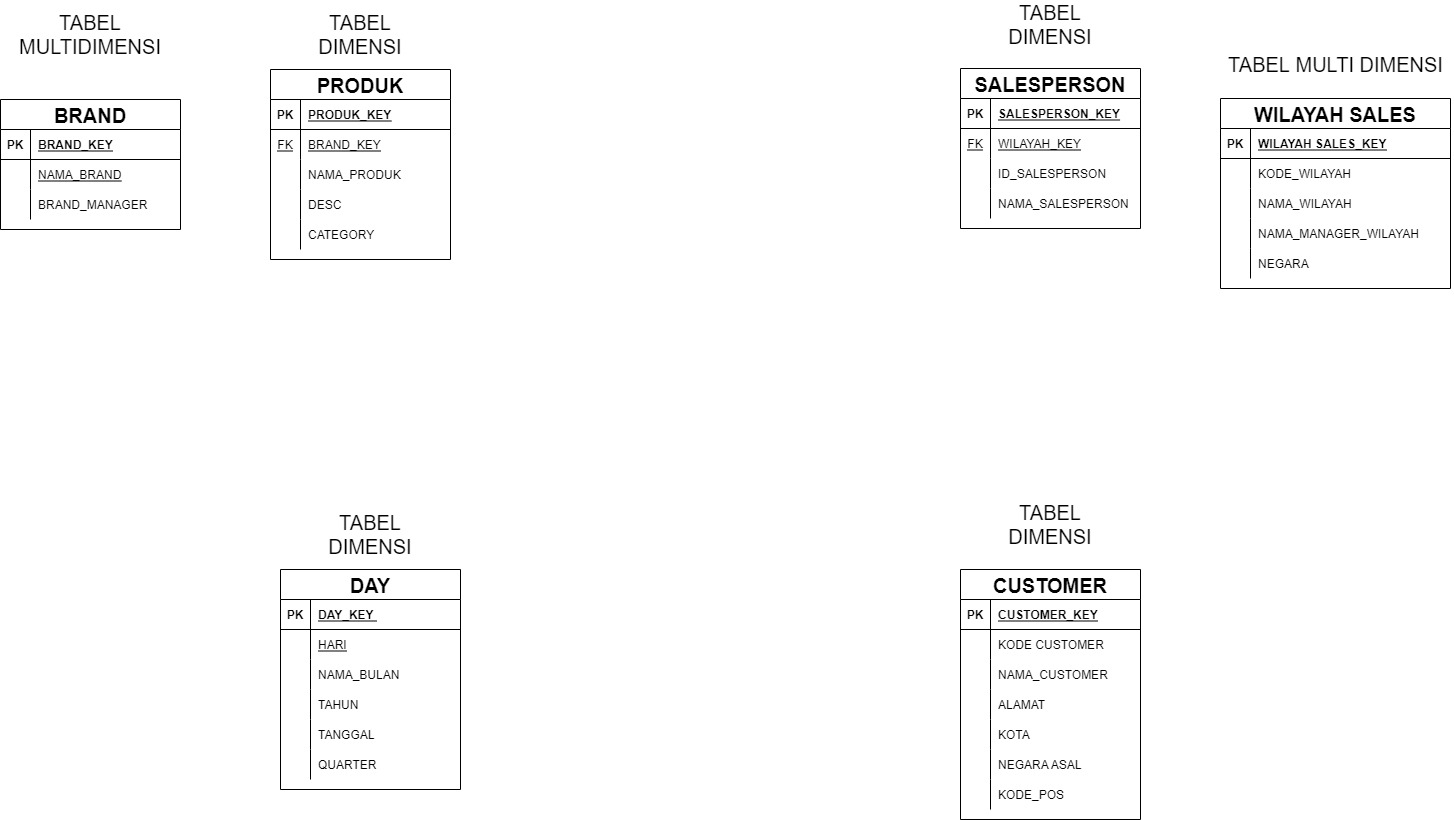 TABEL
MULTIDIMENSI
BRAND
PK BRAND_KEY
NAMA_BRAND
BRAND_MANAGER
TABEL
DIMENSI
PRODUK
PK PRODUK_KEY
FK BRAND_KEY
NAMA_PRODUK
DESC
CATEGORY
TABEL
DIMENSI
SALESPERSON
PK SALESPERSON_KEY
FK WILAYAH_KEY
ID_SALESPERSON
NAMA_SALESPERSON
TABEL MULTI DIMENSI
WILAYAH SALES
PK WILAYAH SALES_KEY
KODE_WILAYAH
NAMA_WILAYAH
NAMA_MANAGER_WILAYAH
NEGARA
TABEL
DIMENSI
DAY
PK DAY_KEY
HARI
NAMA_BULAN
TAHUN
TANGGAL
QUARTER
TABEL
DIMENSI
CUSTOMER
PK CUSTOMER_KEY
KODE CUSTOMER
NAMA_CUSTOMER
ALAMAT
KOTA
NEGARA ASAL
KODE_POS